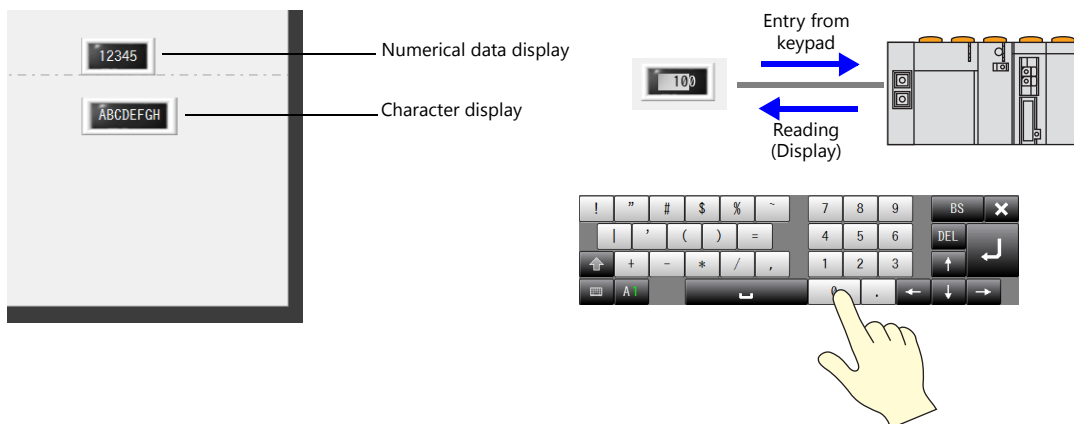 12345
Numerical data display
ABCDEFGH
Character display
Entry from
keypad
100
Reading
(Display)
! " # $ % ~ 7 8 9 BS ×
| ' ( ) = 4 5 6 DEL
+ - * / , 1 2 3 ↑
A1 0 . ← ↓ →